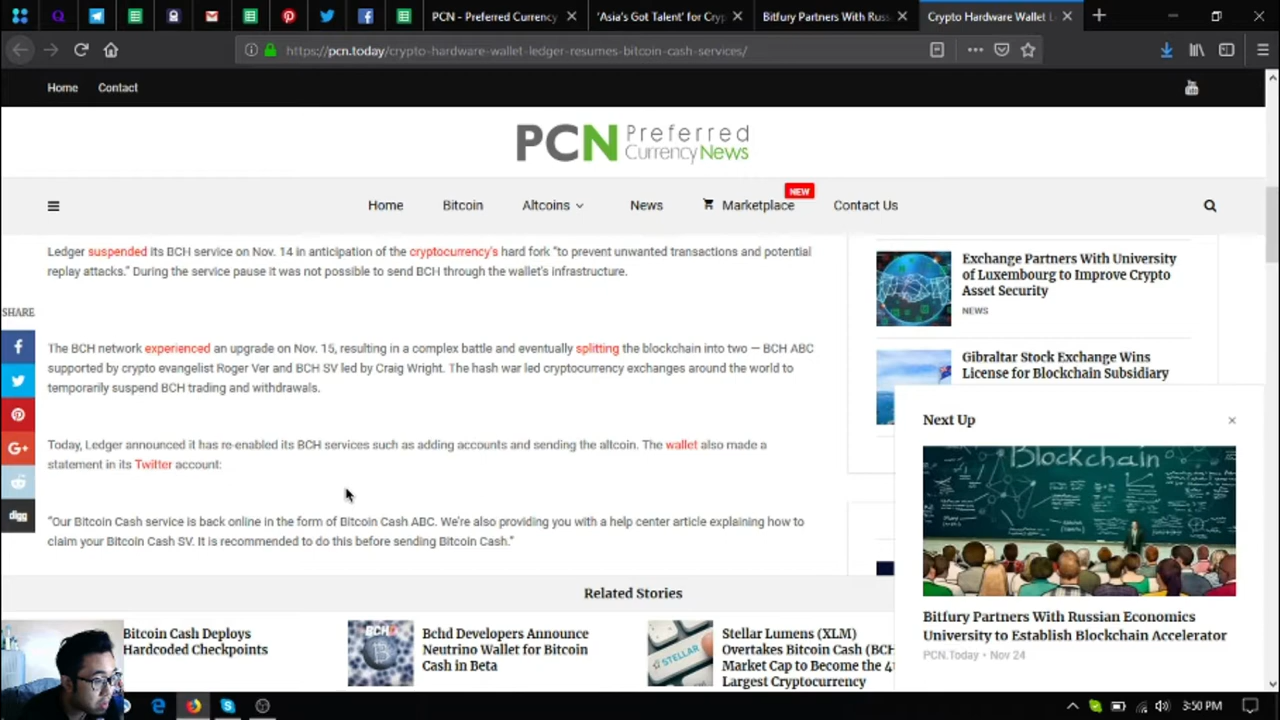 PCN - Preferred Currency
'Asia's Got Talent' for Cryp
Bitfury Partners With Russ
Crypto Hardware Wallet L
https://pcn.today/crypto-hardware-wallet-ledger-resumes-bitcoin-cash-services/
Home Contact
PCN Preferred
Currency News
NEW
Home Bitcoin Altcoins News Marketplace Contact Us
Ledger suspended its BCH service on Nov. 14 in anticipation of the cryptocurrency's hard fork “to prevent unwanted transactions and potential
replay attacks.” During the service pause it was not possible to send BCH through the wallet's infrastructure.
SHARE
The BCH network experienced an upgrade on Nov. 15, resulting in a complex battle and eventually splitting the blockchain into two — BCH ABC
supported by crypto evangelist Roger Ver and BCH SV led by Craig Wright. The hash war led cryptocurrency exchanges around the world to
temporarily suspend BCH trading and withdrawals.
Today, Ledger announced it has re-enabled its BCH services such as adding accounts and sending the altcoin. The wallet also made a
statement in its Twitter account:
digg
“Our Bitcoin Cash service is back online in the form of Bitcoin Cash ABC. We're also providing you with a help center article explaining how to
claim your Bitcoin Cash SV. It is recommended to do this before sending Bitcoin Cash.”
Exchange Partners With University
of Luxembourg to Improve Crypto
Asset Security
NEWS
Gibraltar Stock Exchange Wins
License for Blockchain Subsidiary
Next Up
Blockchain
Bitfury Partners With Russian Economics
University to Establish Blockchain Accelerator
PCN.Today • Nov 24
Related Stories
Bitcoin Cash Deploys
Hardcoded Checkpoints
BCHD
Bchd Developers Announce
Neutrino Wallet for Bitcoin
Cash in Beta
STELLAR
Stellar Lumens (XLM)
Overtakes Bitcoin Cash (BCH
Market Cap to Become the 4
Largest Cryptocurrency
3:50 PM